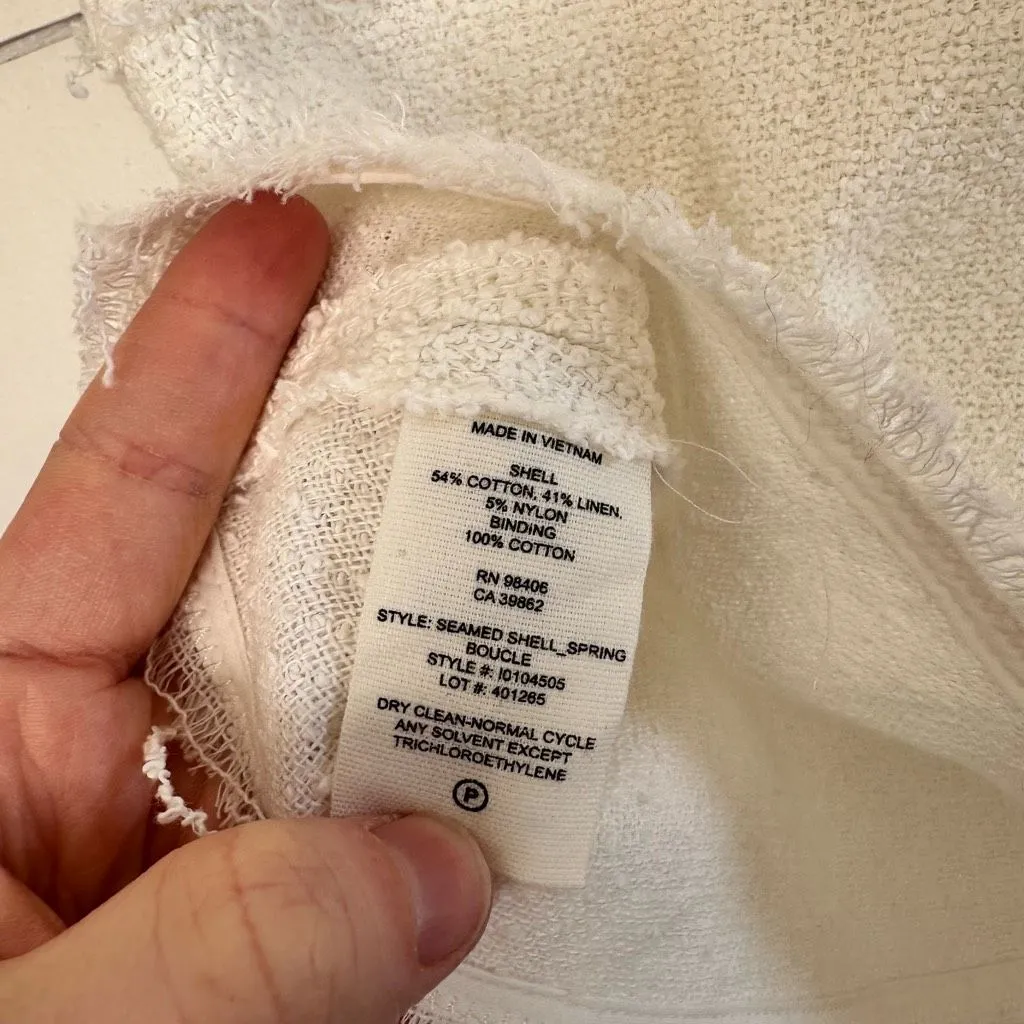 MADE IN VIETNAM
SHELL
54% COTTON, 41% LINEN,
5% NYLON
BINDING
100% COTTON
RN 98406
CA 39862
STYLE: SEAMED SHELL_SPRING
BOUCLE
STYLE #: I0104505
LOT #: 401265
DRY CLEAN-NORMAL CYCLE
ANY SOLVENT EXCEPT
TRICHLOROETHYLENE
P